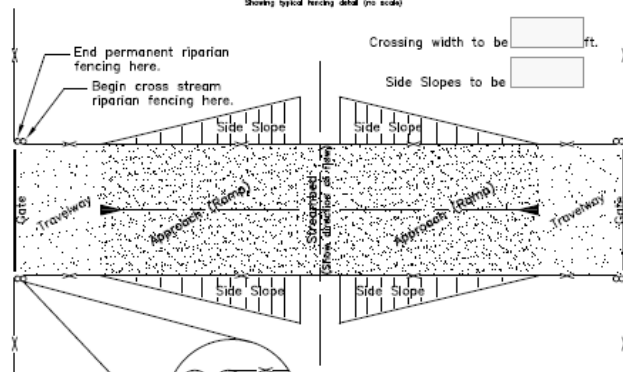 Showing typical fencing detail (no scale)
Crossing width to be ft.
End permanent riparian
fencing here.
Side Slopes to be
Begin cross stream
riparian fencing here.
Side Slope
Side Slope
Gate
Travelway
Approach (Ramp)
Streambed
(Show direction of flow)
Approach (Ramp)
Travelway
Gate
Side Slope
Side Slope